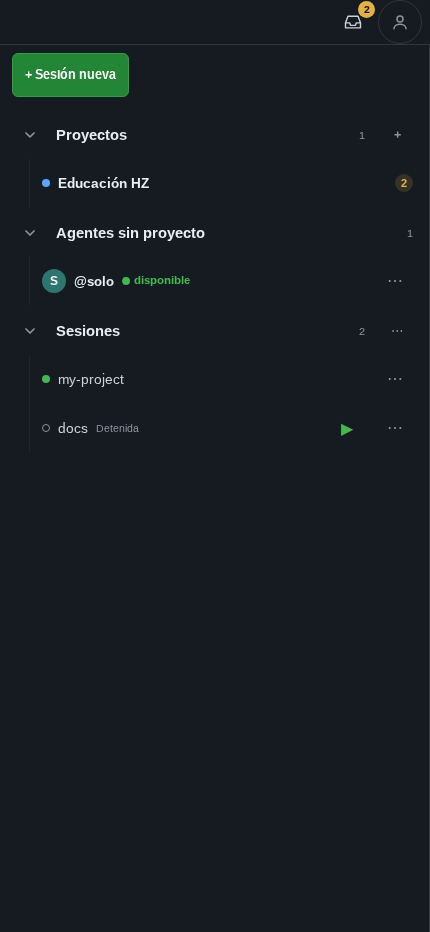 2
+ Sesión nueva
Proyectos 1 +
Educación HZ 2
Agentes sin proyecto 1
S @solo disponible ...
Sesiones 2 ...
my-project ...
docs Detenida ▶ ...